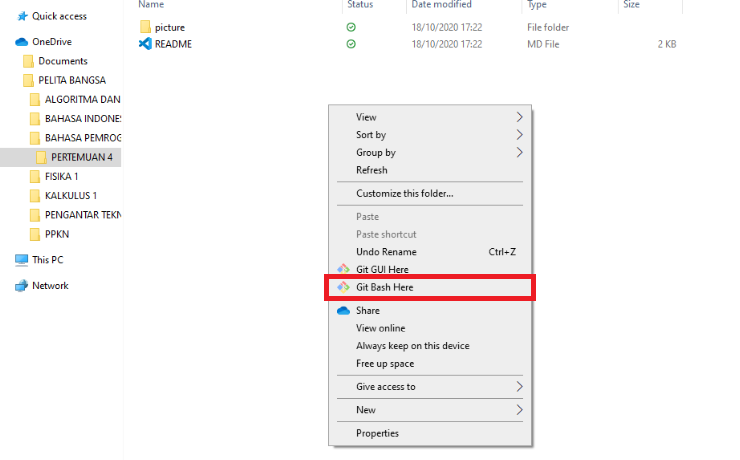 Name Status Date modified Type Size
Quick access
OneDrive
Documents
PELITA BANGSA
ALGORITMA DAN
BAHASA INDONES
BAHASA PEMROG
PERTEMUAN 4
FISIKA 1
KALKULUS 1
PENGANTAR TEKN
PPKN
This PC
Network
picture 18/10/2020 17:22 File folder
README 18/10/2020 17:22 MD File 2 KB
View
Sort by
Group by
Refresh
Customize this folder...
Paste
Paste shortcut
Undo Rename Ctrl+Z
Git GUI Here
Git Bash Here
Share
View online
Always keep on this device
Free up space
Give access to
New
Properties